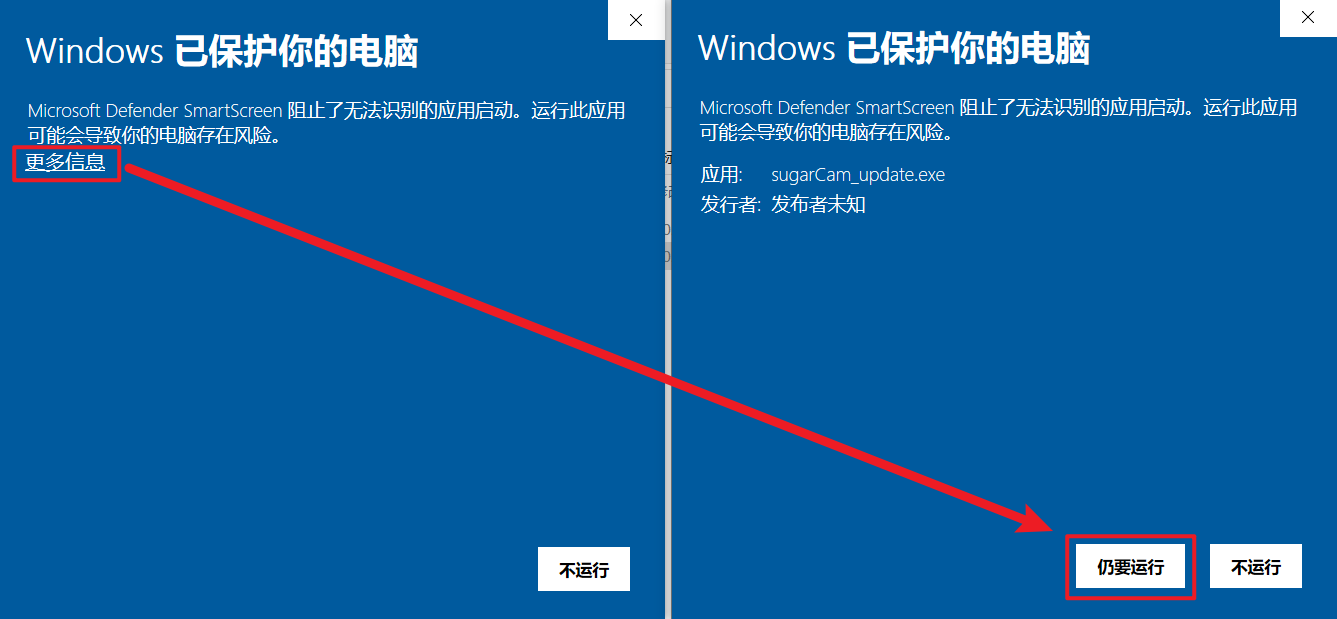 Windows 已保护你的电脑
Microsoft Defender SmartScreen 阻止了无法识别的应用启动。运行此应用
可能会导致你的电脑存在风险。
更多信息
不运行
Windows 已保护你的电脑
Microsoft Defender SmartScreen 阻止了无法识别的应用启动。运行此应用
可能会导致你的电脑存在风险。
应用: sugarCam_update.exe
发行者: 发布者未知
仍要运行 不运行